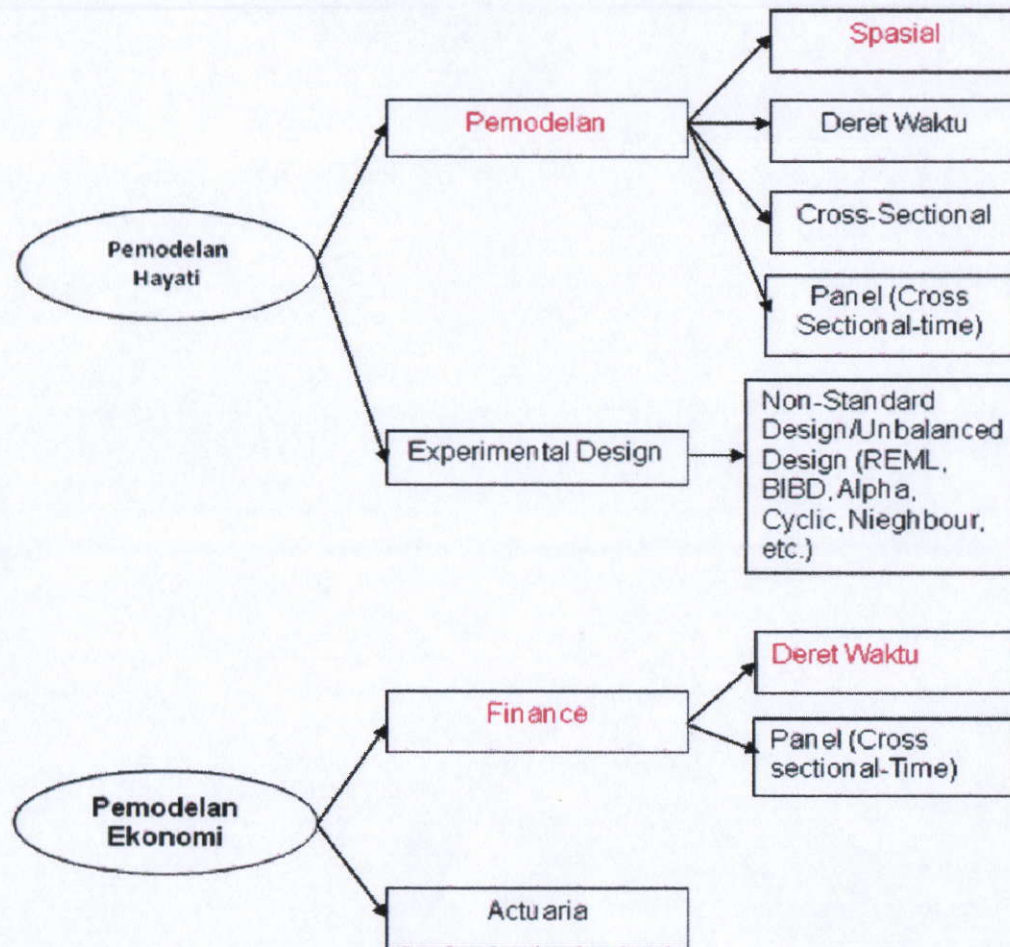 Spasial
Pemodelan
Deret Waktu
Cross-Sectional
Pemodelan
Hayati
Panel (Cross
Sectional-time)
Experimental Design
Non-Standard
Design/Unbalanced
Design (REML,
BIBD, Alpha,
Cyclic, Nieghbour,
etc.)
Deret Waktu
Finance
Panel (Cross
sectional-Time)
Pemodelan
Ekonomi
Actuaria